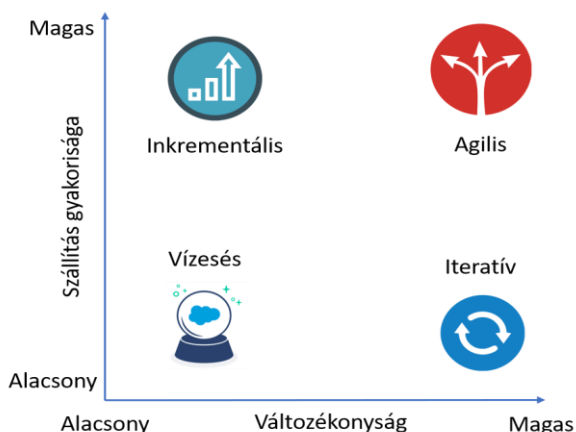 Magas
Szállítás gyakorisága
Inkrementális
Agilis
Vízesés
Iteratív
Alacsony
Alacsony
Változékonyság
Magas